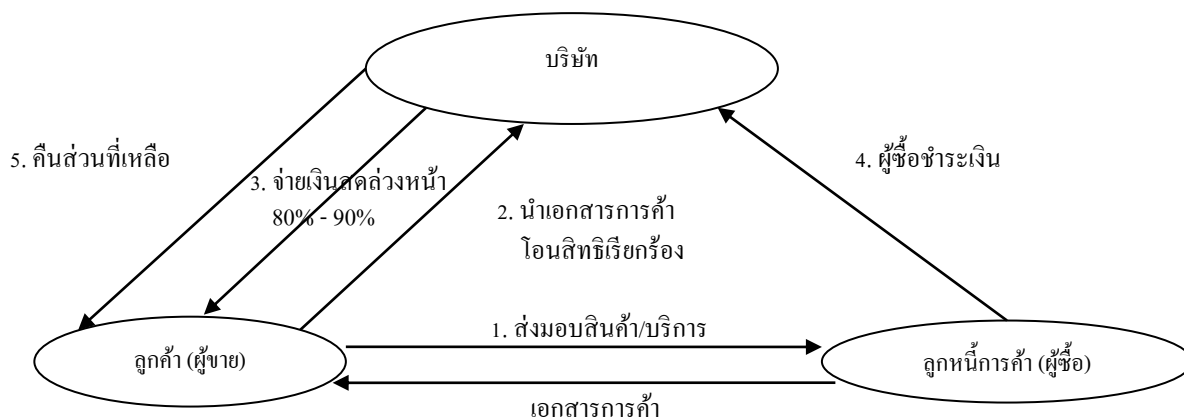 บริษัท
5. คืนส่วนที่เหลือ
3. จ่ายเงินสดล่วงหน้า
80% - 90%
2. นำเอกสารการค้า
โอนสิทธิเรียกร้อง
4. ผู้ซื้อชำระเงิน
1. ส่งมอบสินค้า/บริการ
ลูกค้า (ผู้ขาย)
ลูกหนี้การค้า (ผู้ซื้อ)
เอกสารการค้า